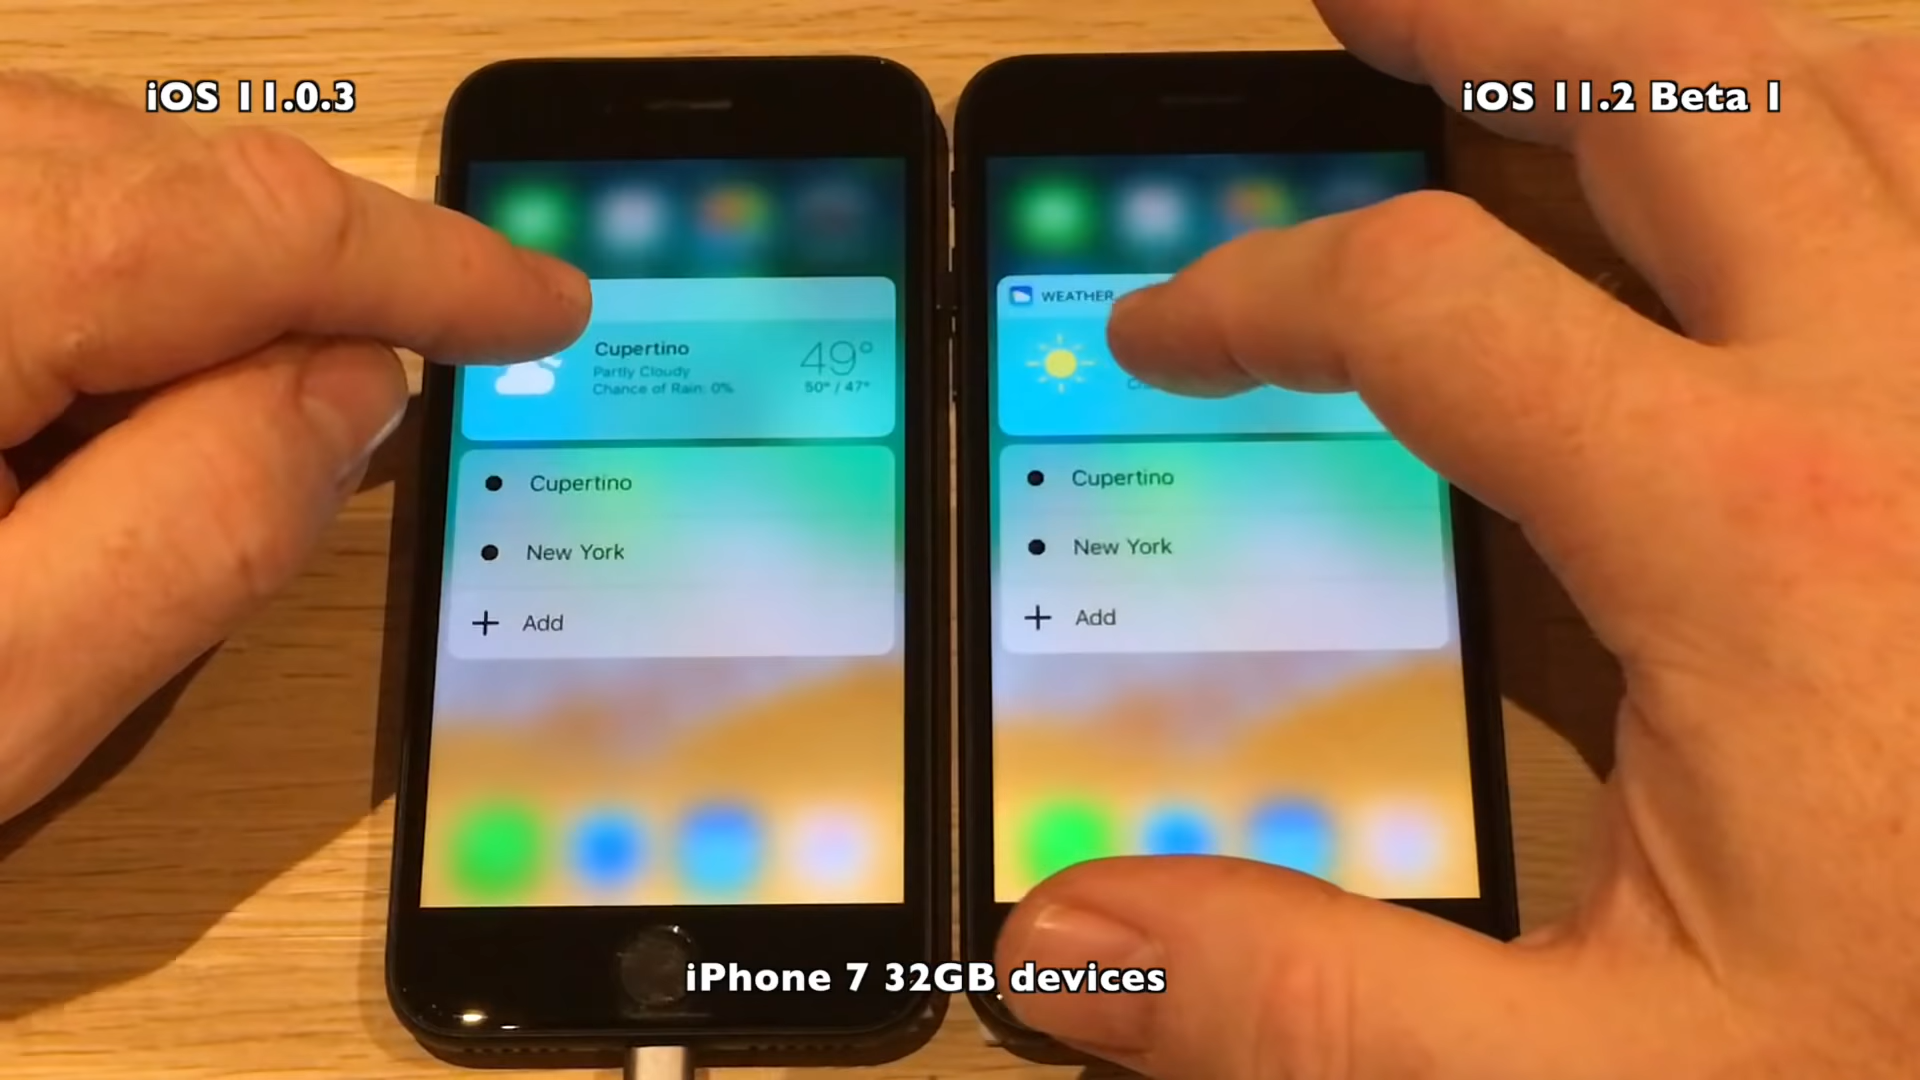 iOS 11.0.3
iOS 11.2 Beta 1
Cupertino
Partly Cloudy
Chance of Rain: 0%
49°
50° / 47°
Cupertino
New York
Add
WEATHER
Cupertino
New York
Add
iPhone 7 32GB devices